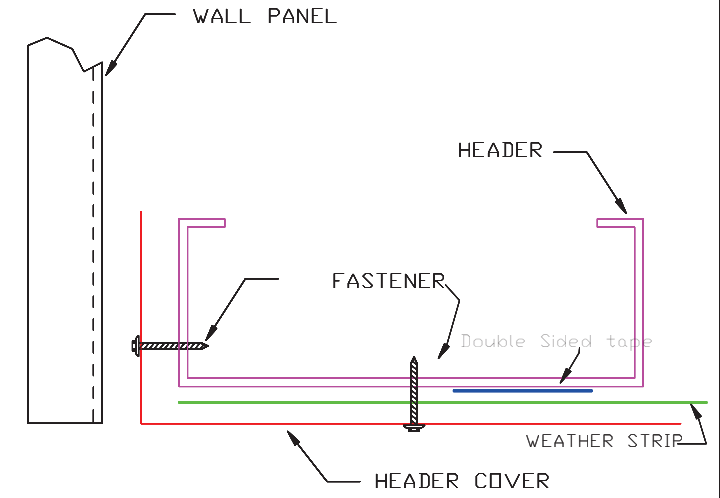 WALL PANEL
HEADER
FASTENER
Double Sided tape
WEATHER STRIP
HEADER COVER